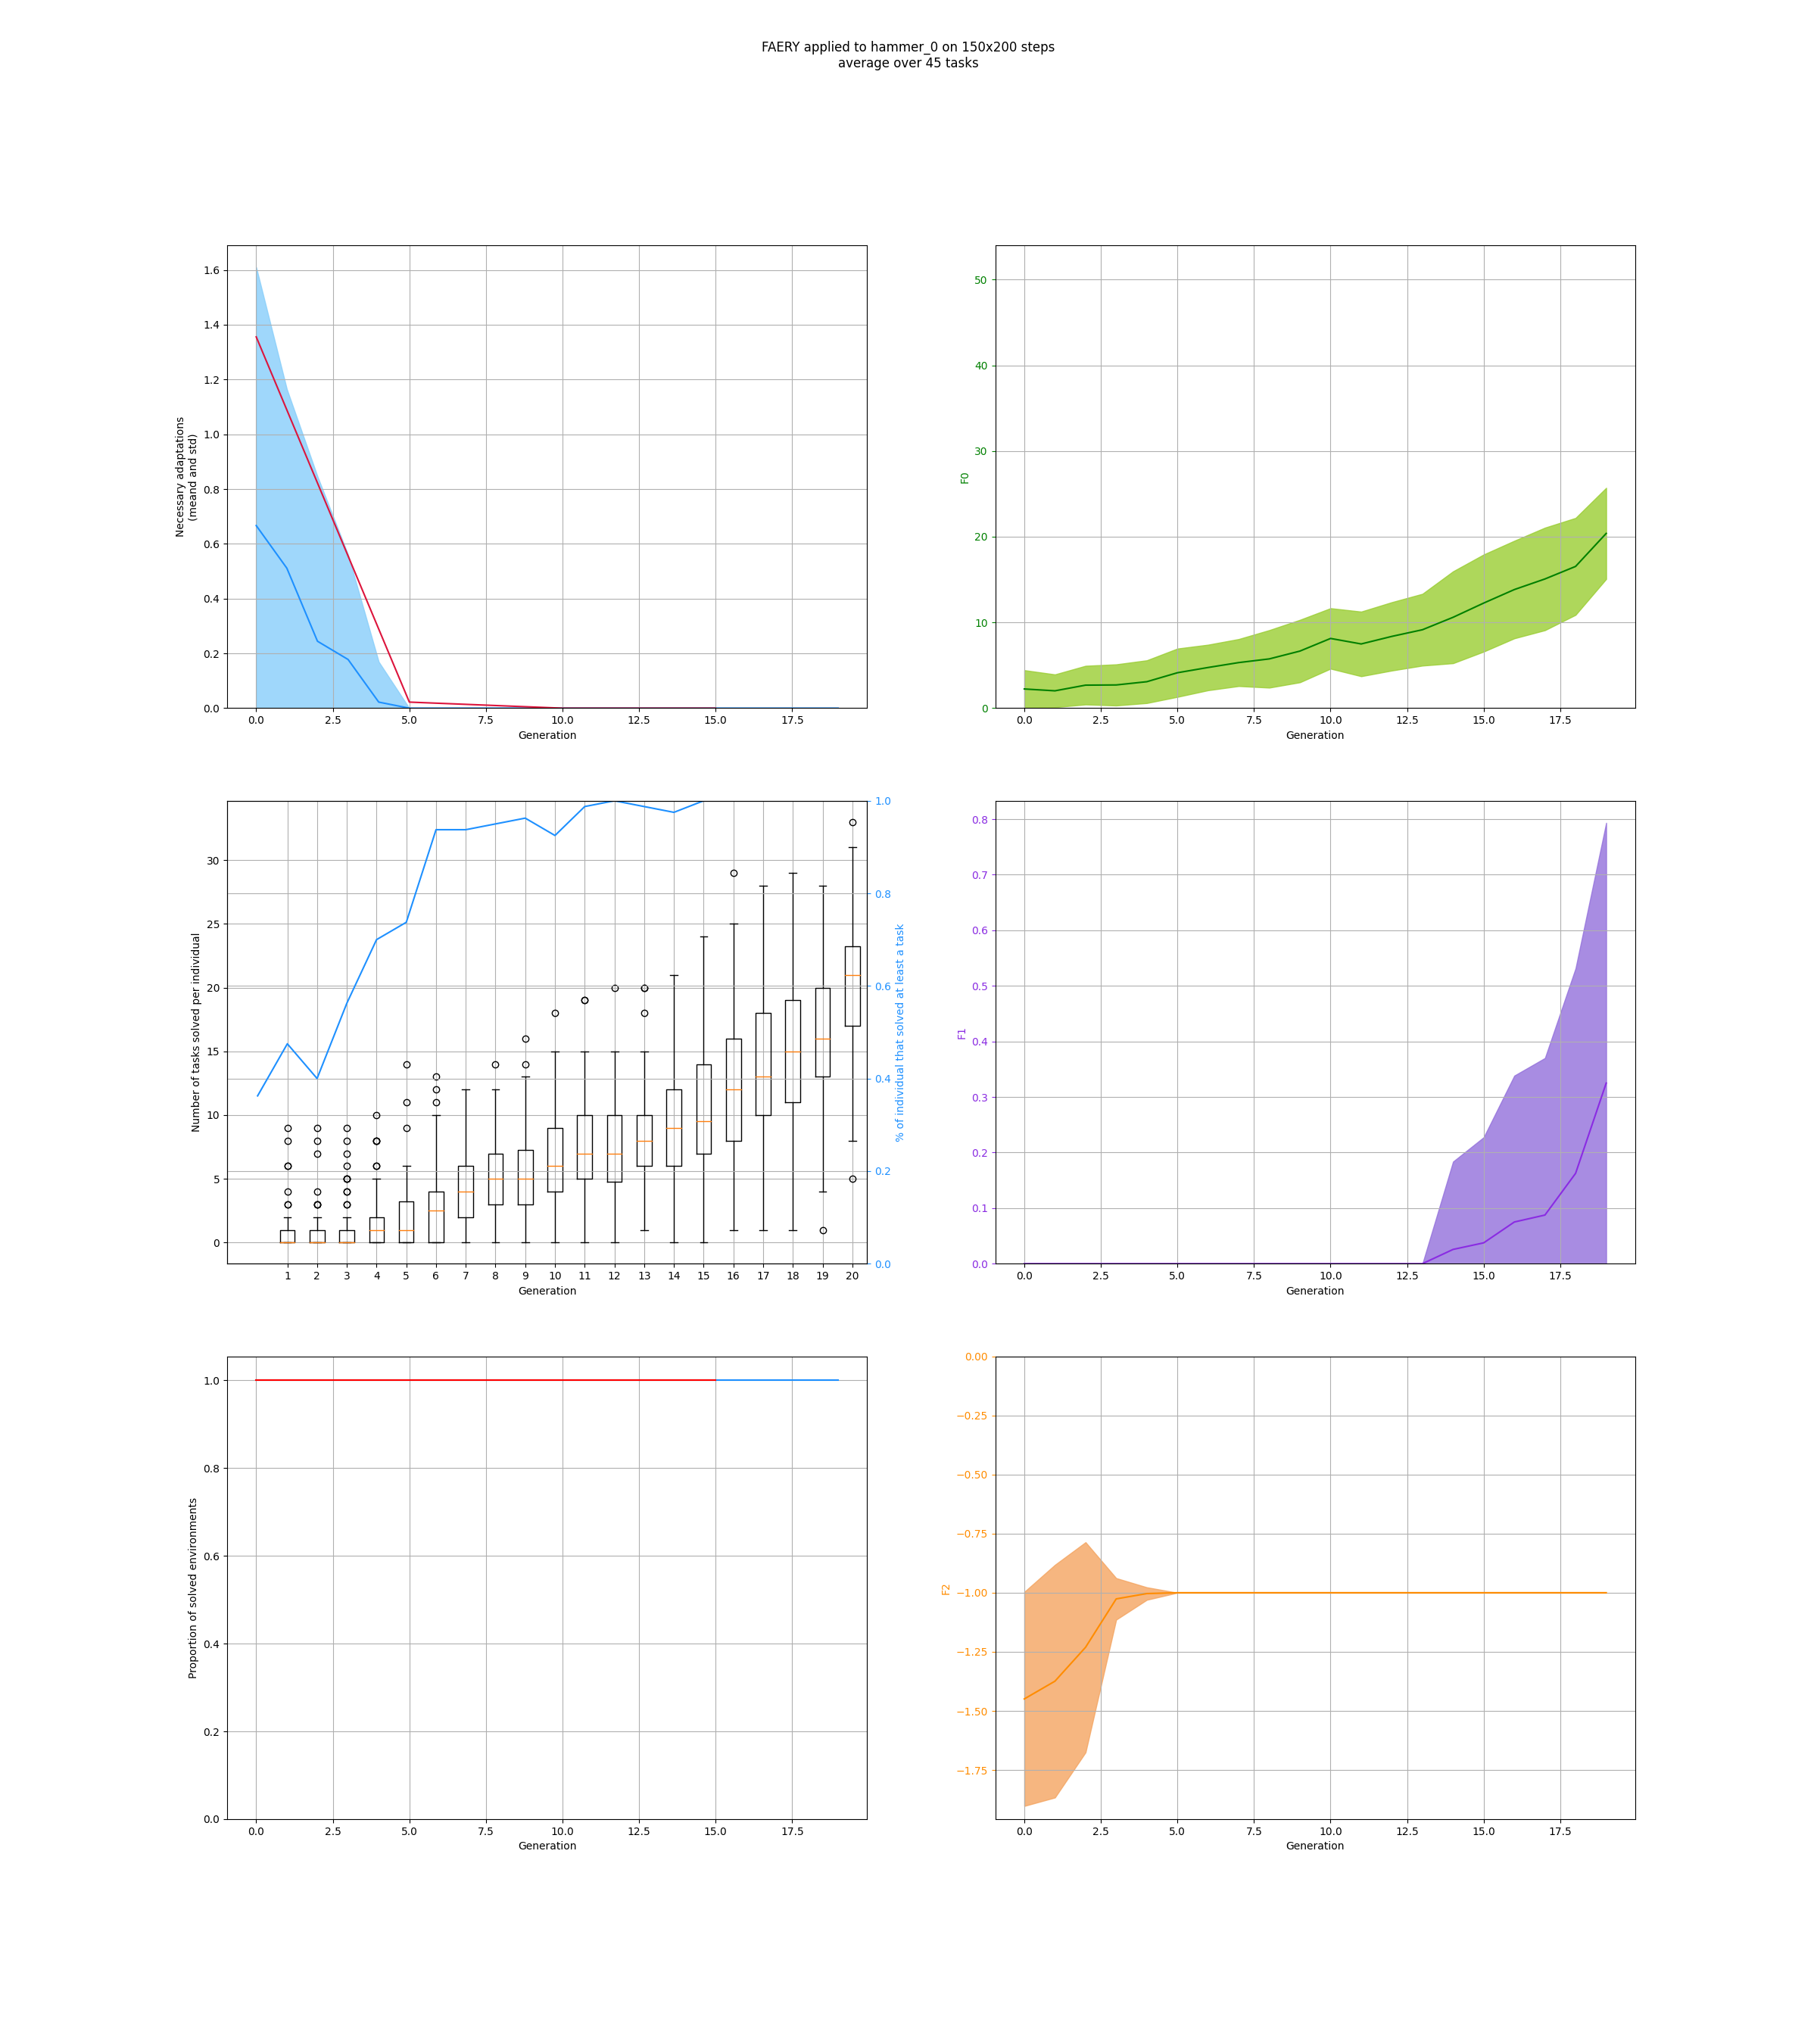 FAERY applied to hammer_0 on 150x200 steps
average over 45 tasks
Necessary adaptations
(meand and std)
1.6
1.4
1.2
1.0
0.8
0.6
0.4
0.2
0.0
0.0 2.5 5.0 7.5 10.0 12.5 15.0 17.5
Generation
F0
50
40
30
20
10
0
0.0 2.5 5.0 7.5 10.0 12.5 15.0 17.5
Generation
Number of tasks solved per individual
30
25
20
15
10
5
0
1 2 3 4 5 6 7 8 9 10 11 12 13 14 15 16 17 18 19 20
Generation
1.0
0.8
0.6
0.4
0.2
0.0
% of individual that solved at least a task
F1
0.8
0.7
0.6
0.5
0.4
0.3
0.2
0.1
0.0
0.0 2.5 5.0 7.5 10.0 12.5 15.0 17.5
Generation
Proportion of solved environments
1.0
0.8
0.6
0.4
0.2
0.0
0.0 2.5 5.0 7.5 10.0 12.5 15.0 17.5
Generation
F2
0.00
−0.25
−0.50
−0.75
−1.00
−1.25
−1.50
−1.75
0.0 2.5 5.0 7.5 10.0 12.5 15.0 17.5
Generation